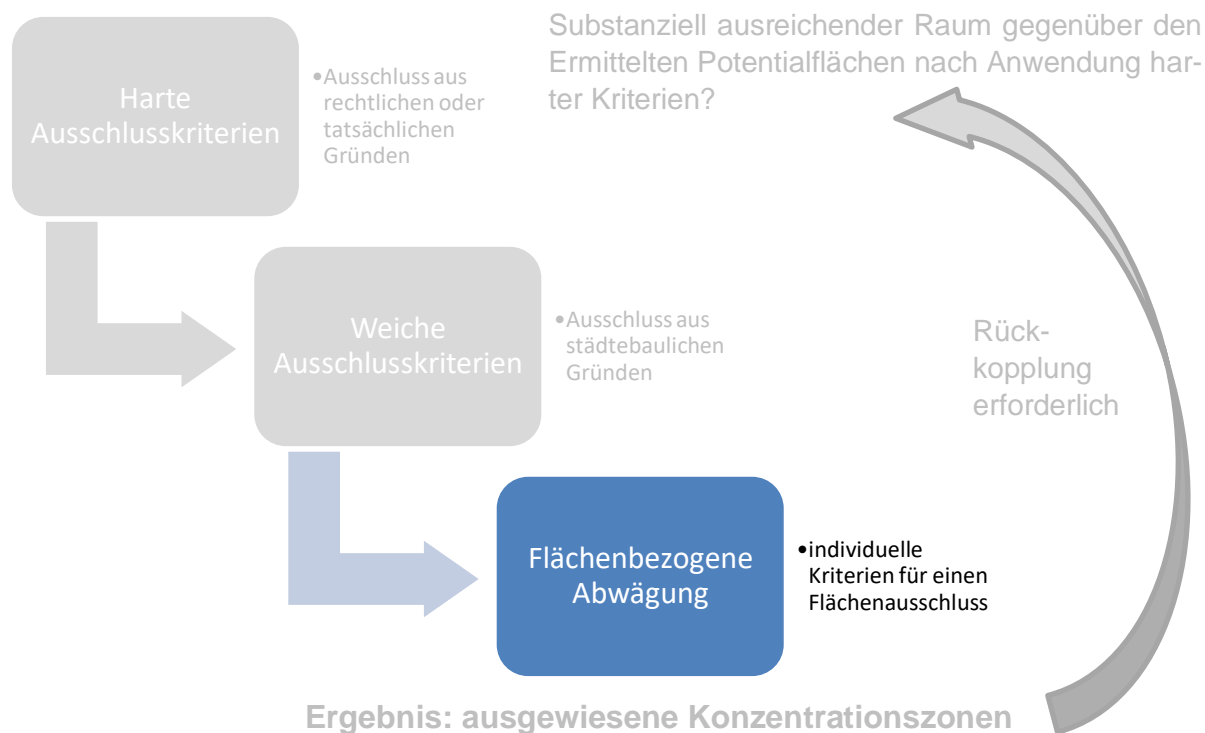 Substanziell ausreichender Raum gegenüber den
Ermittelten Potentialflächen nach Anwendung har-
ter Kriterien?
Harte
Ausschlusskriterien
•Ausschluss aus
rechtlichen oder
tatsächlichen
Gründen
Weiche
Ausschlusskriterien
•Ausschluss aus
städtebaulichen
Gründen
Rück-
kopplung
erforderlich
Flächenbezogene
Abwägung
•individuelle
Kriterien für einen
Flächenausschluss
Ergebnis: ausgewiesene Konzentrationszonen